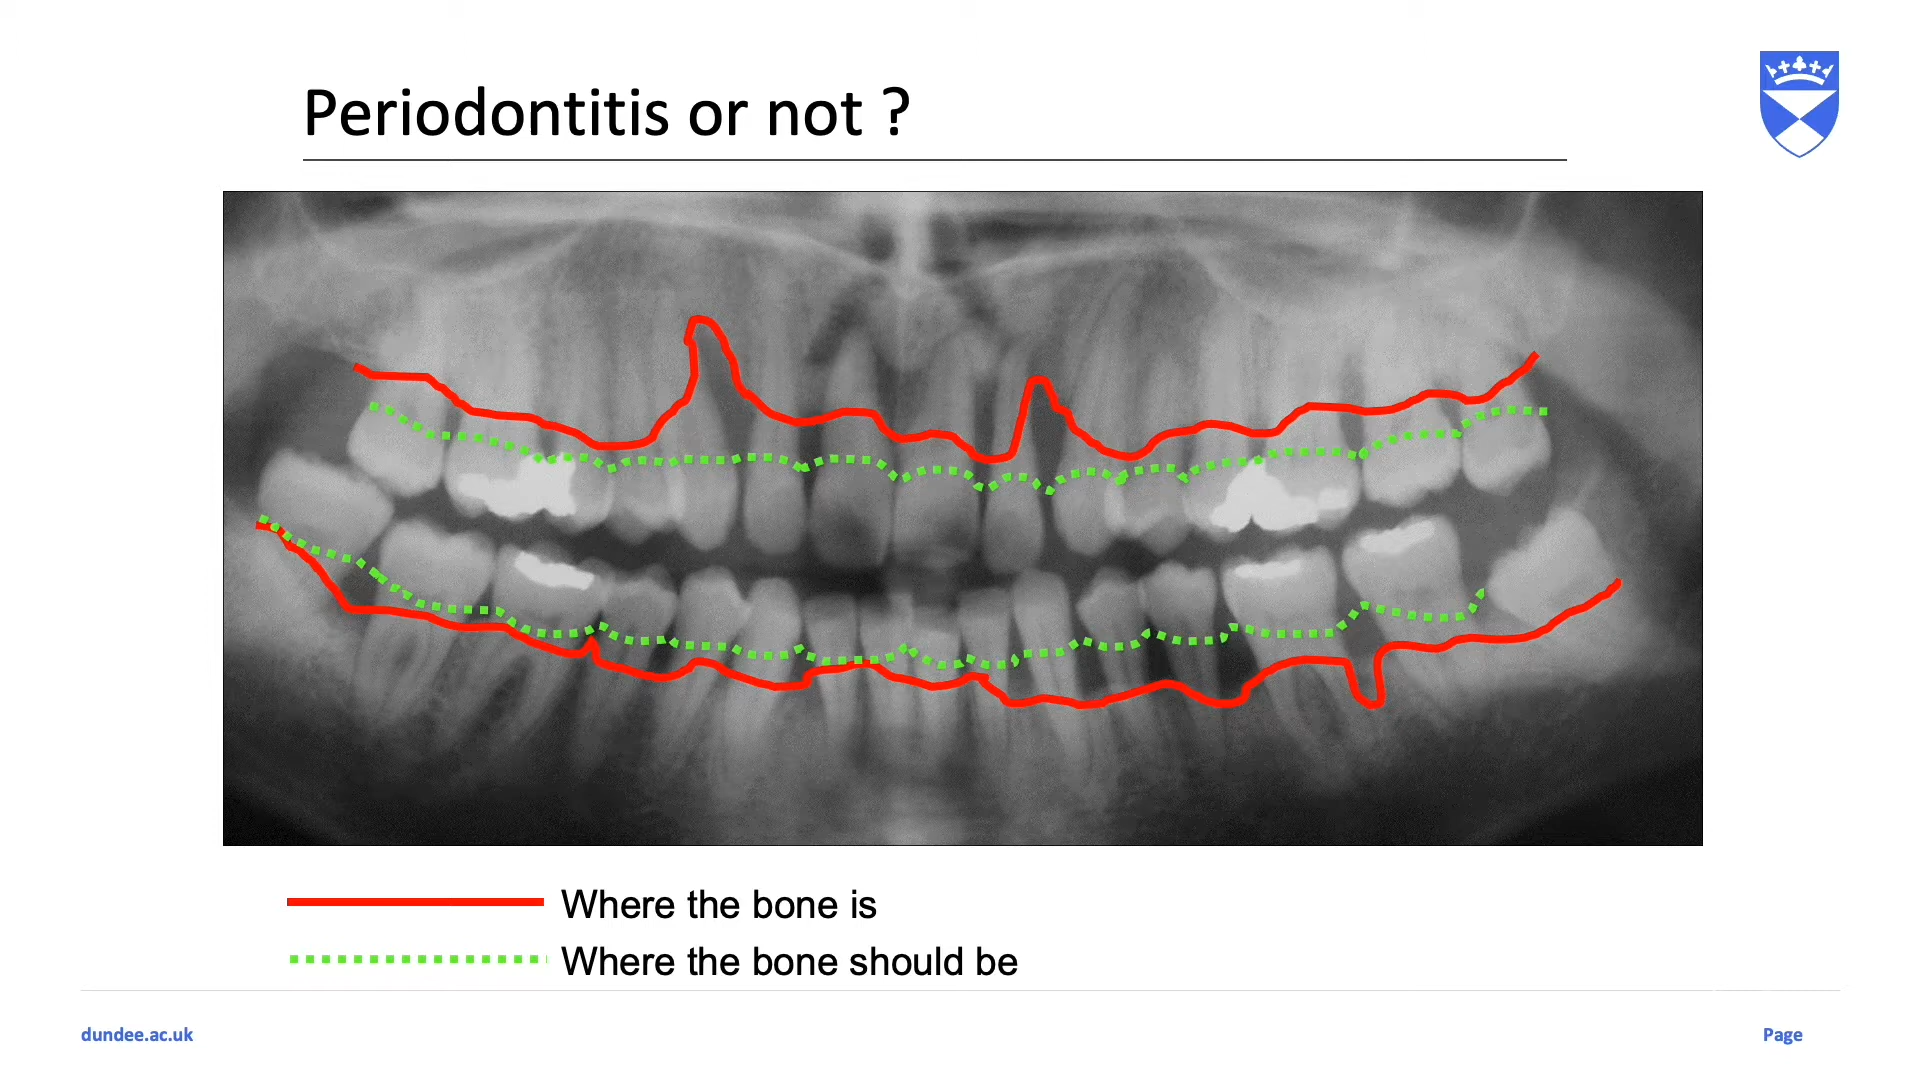 Periodontitis or not ?
Where the bone is
Where the bone should be
dundee.ac.uk
Page